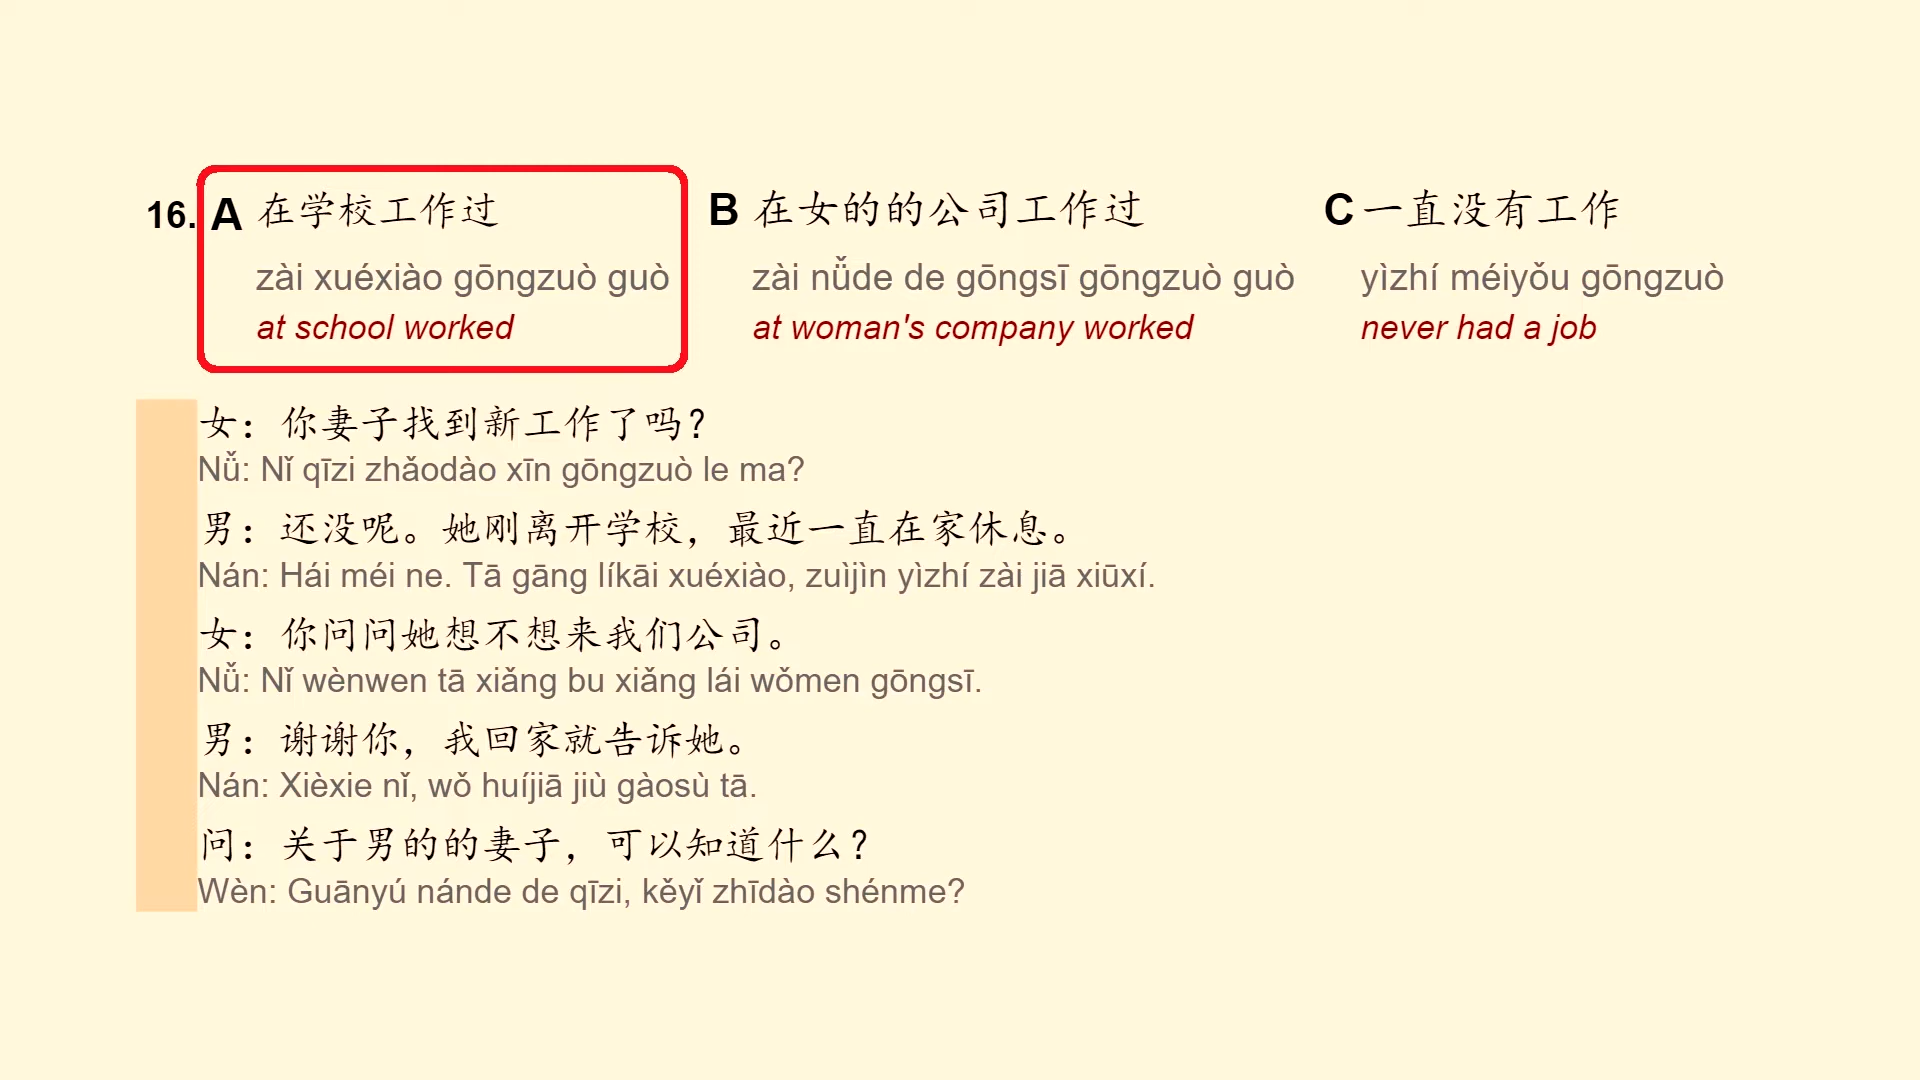 16. A 在学校工作过 B 在女的的公司工作过 C 一直没有工作
zài xuéxiào gōngzuò guò zài nǚde de gōngsī gōngzuò guò yìzhí méiyǒu gōngzuò
at school worked at woman's company worked never had a job
女：你妻子找到新工作了吗？
Nǚ: Nǐ qīzi zhǎodào xīn gōngzuò le ma?
男：还没呢。她刚离开学校，最近一直在家休息。
Nán: Hái méi ne. Tā gāng líkāi xuéxiào, zuìjìn yìzhí zài jiā xiūxí.
女：你问问她想不想来我们公司。
Nǚ: Nǐ wènwen tā xiǎng bu xiǎng lái wǒmen gōngsī.
男：谢谢你，我回家就告诉她。
Nán: Xièxie nǐ, wǒ huíjiā jiù gàosù tā.
问：关于男的的妻子，可以知道什么？
Wèn: Guānyú nánde de qīzi, kěyǐ zhīdào shénme?